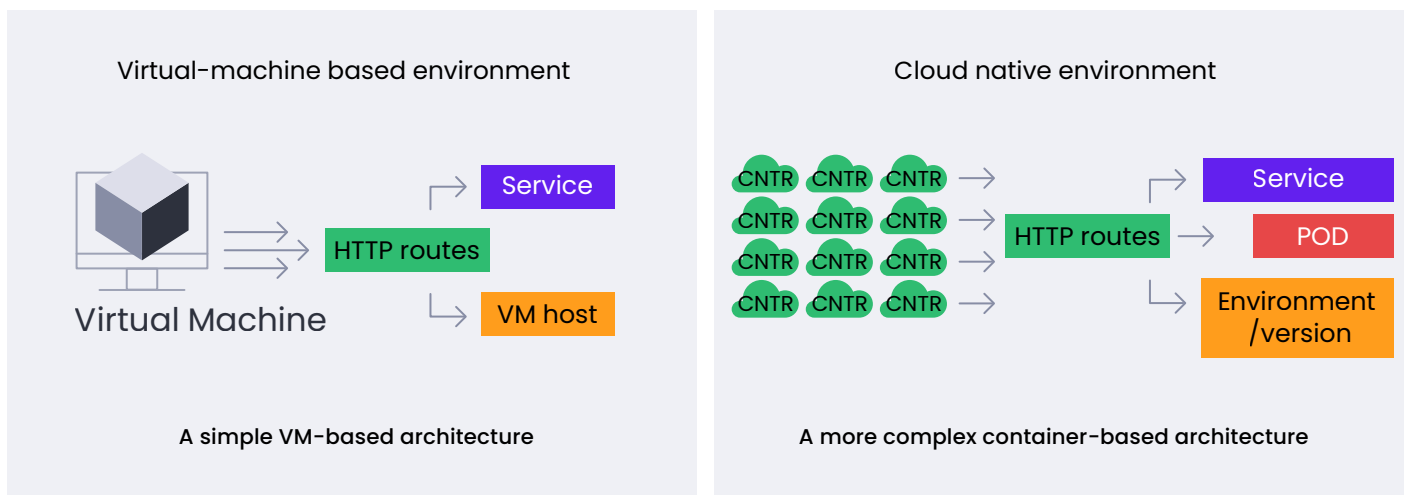 Virtual-machine based environment
Service
HTTP routes
VM host
Virtual Machine
A simple VM-based architecture
Cloud native environment
CNTR CNTR CNTR
CNTR CNTR CNTR
CNTR CNTR CNTR
CNTR CNTR CNTR
HTTP routes
Service
POD
Environment
/version
A more complex container-based architecture